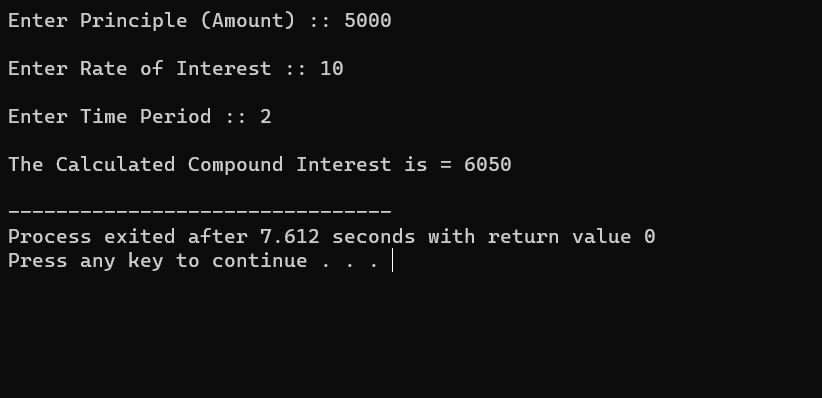 Enter Principle (Amount) :: 5000
Enter Rate of Interest :: 10
Enter Time Period :: 2
The Calculated Compound Interest is = 6050
--------------------------------
Process exited after 7.612 seconds with return value 0
Press any key to continue . . .